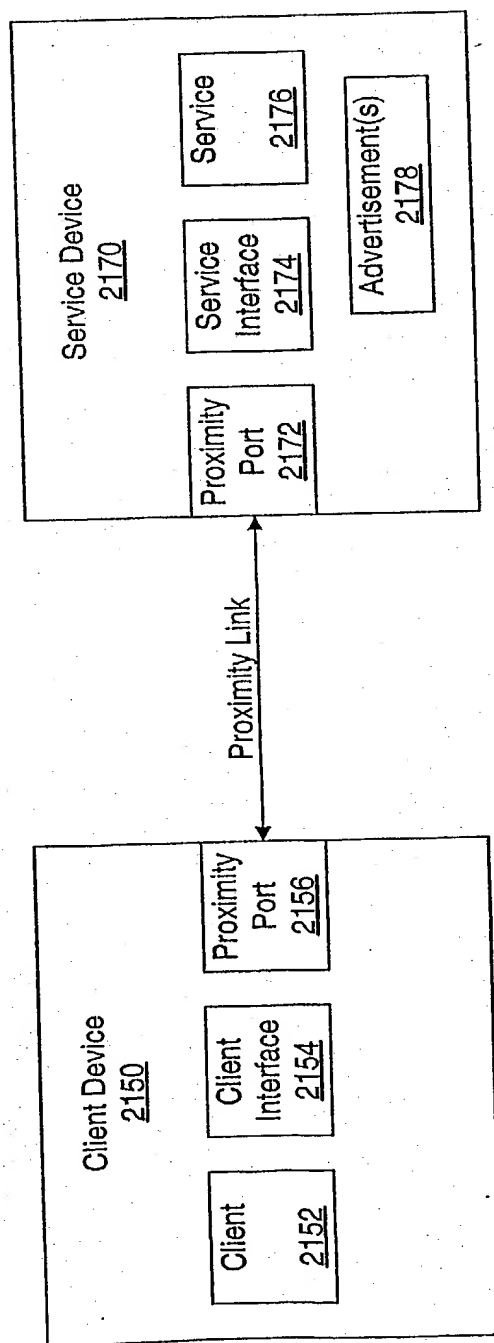 Client Device
2150
Client
2152
Client
Interface
2154
Proximity
Port
2156
Proximity Link
Service Device
2170
Proximity
Port
2172
Service
Interface
2174
Service
2176
Advertisement(s)
2178